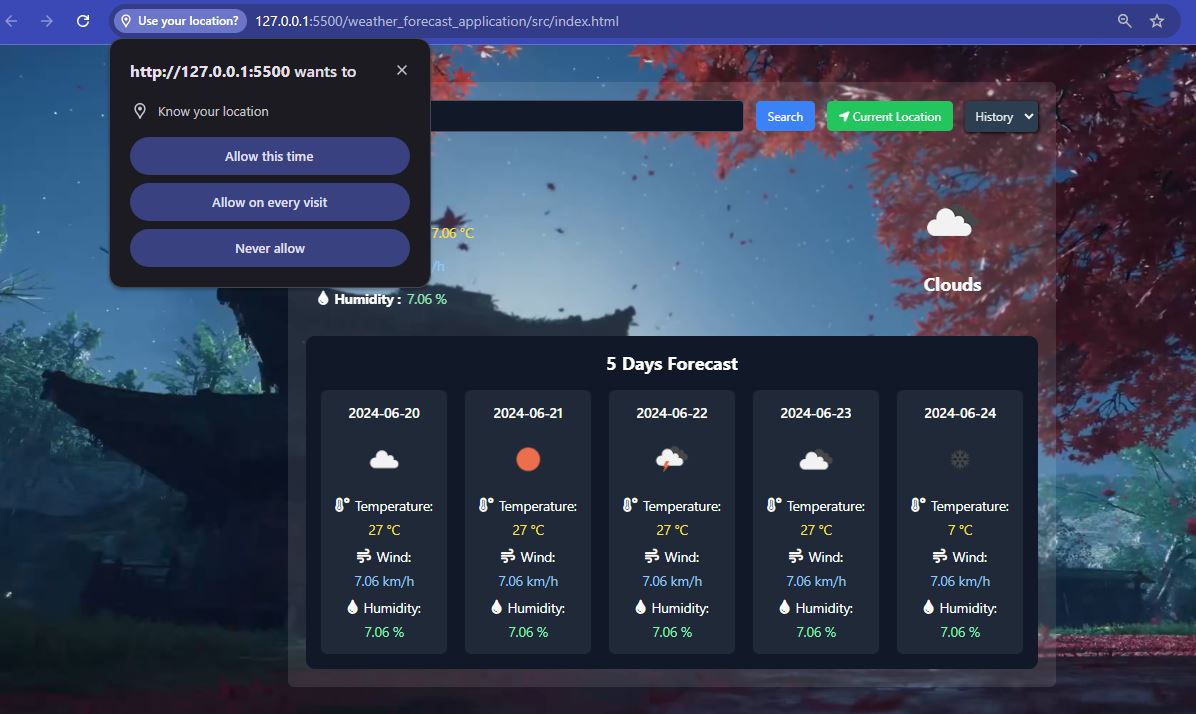 Use your location?
127.0.0.1:5500/weather_forecast_application/src/index.html
http://127.0.0.1:5500 wants to
Know your location
Allow this time
Allow on every visit
Never allow
Search
Current Location
History
7.06 °C
/h
Humidity : 7.06 %
Clouds
5 Days Forecast
2024-06-20 2024-06-21 2024-06-22 2024-06-23 2024-06-24
Temperature: Temperature: Temperature: Temperature: Temperature:
27 °C 27 °C 27 °C 27 °C 7 °C
Wind: Wind: Wind: Wind: Wind:
7.06 km/h 7.06 km/h 7.06 km/h 7.06 km/h 7.06 km/h
Humidity: Humidity: Humidity: Humidity: Humidity:
7.06 % 7.06 % 7.06 % 7.06 % 7.06 %